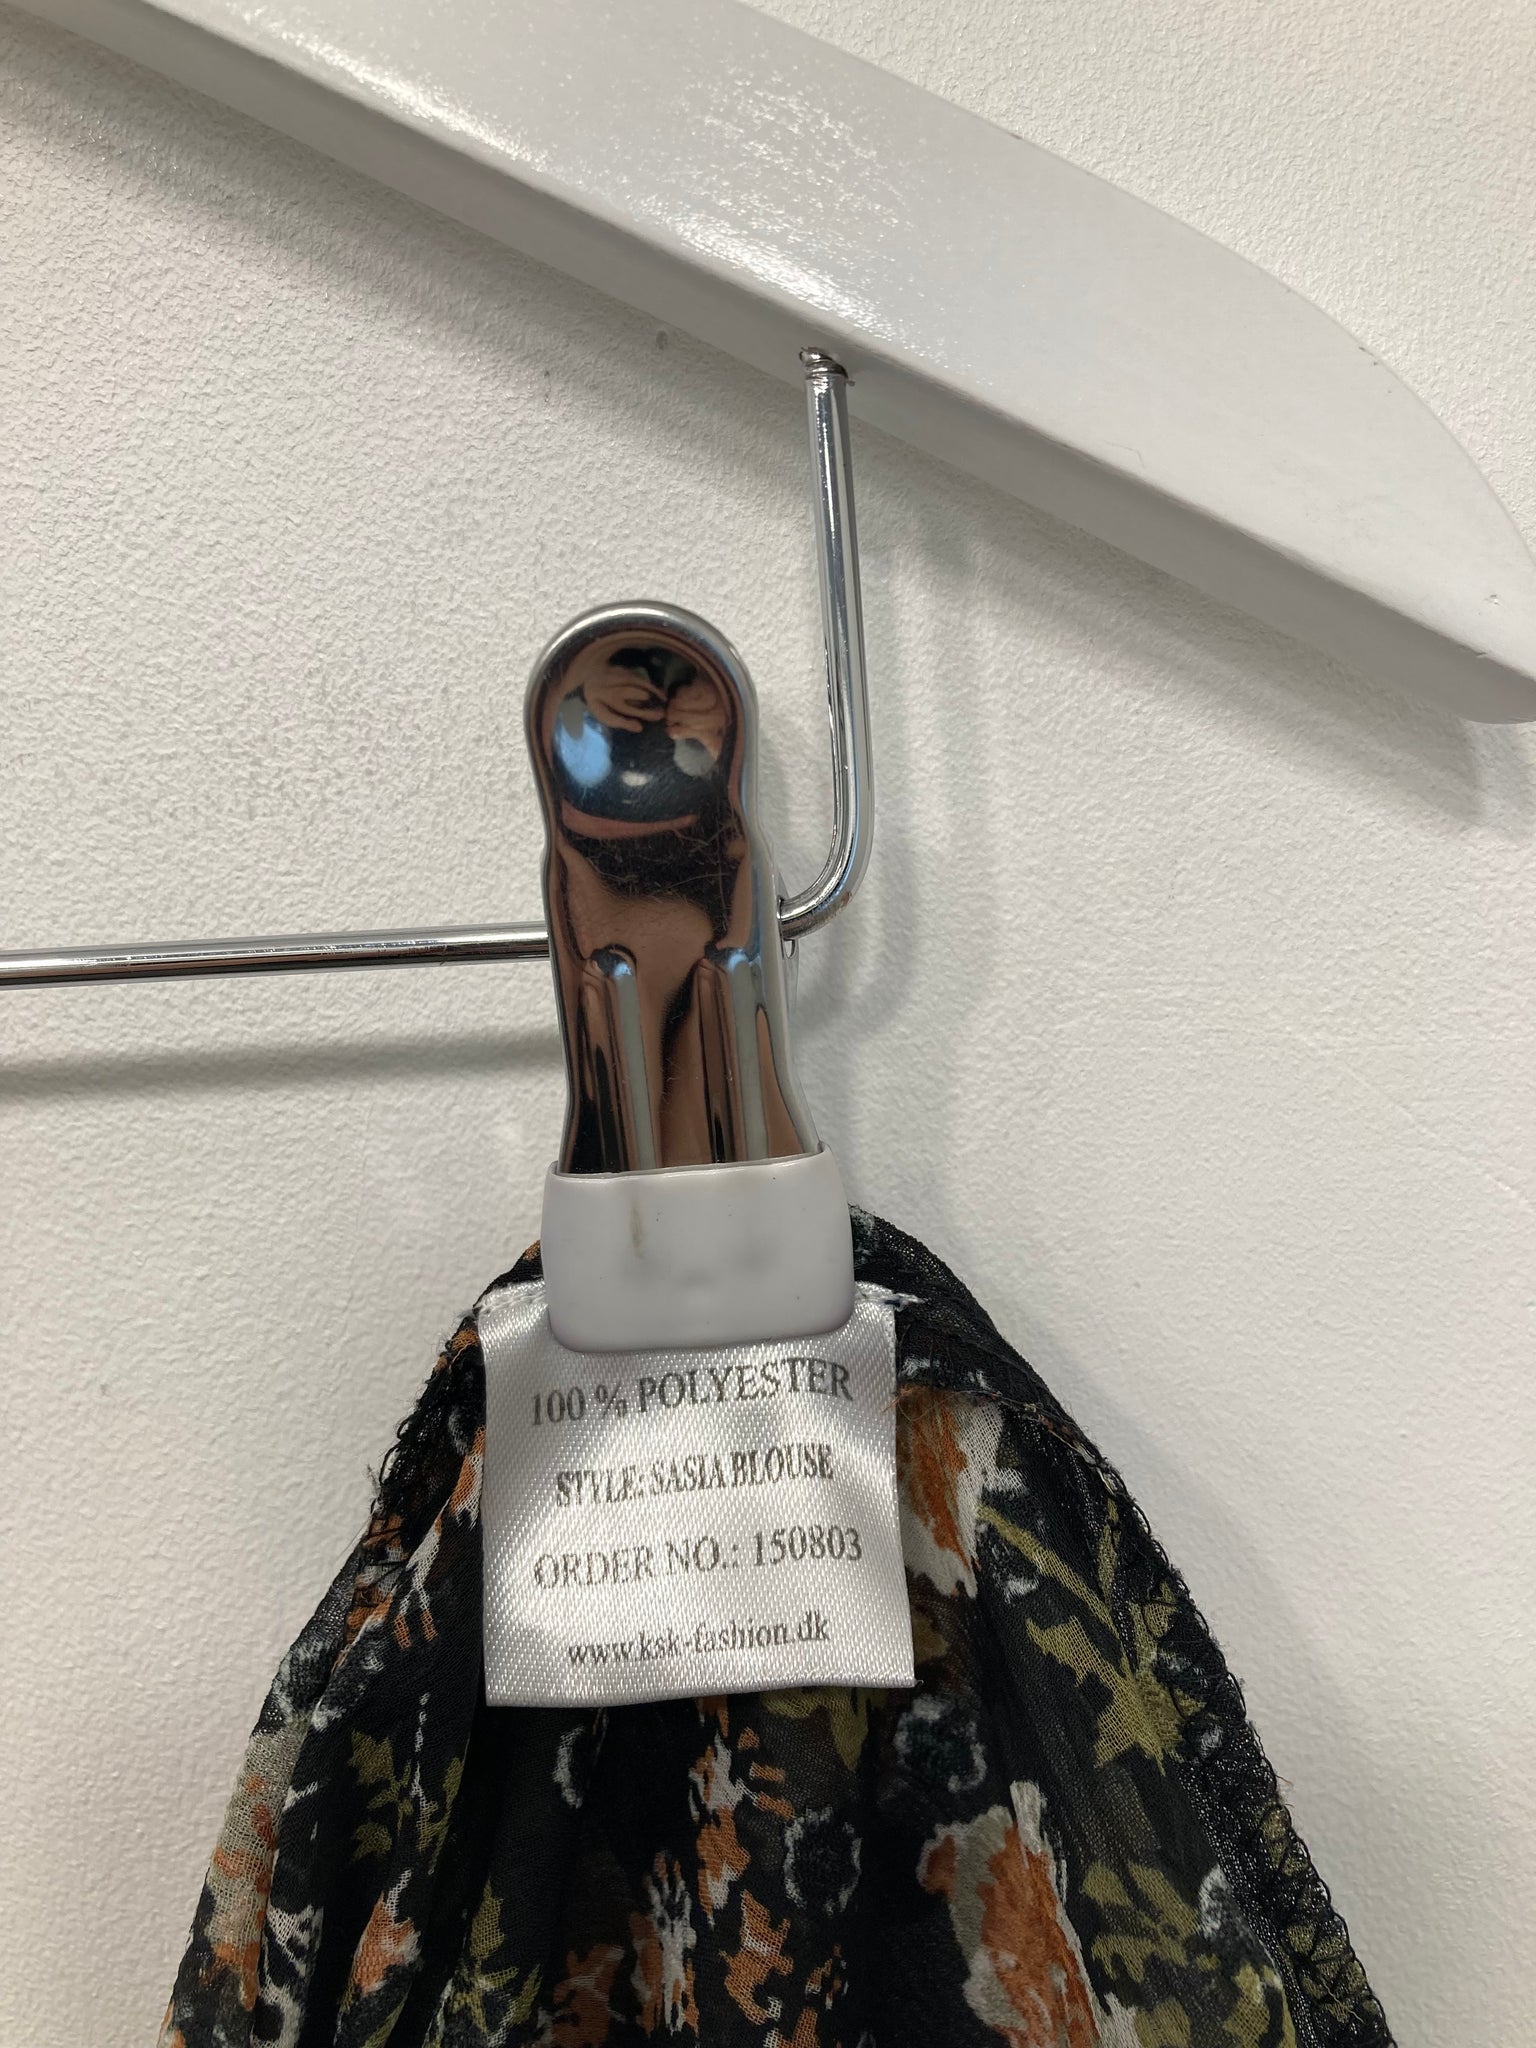 100 % POLYESTER
STYLE: SASIA BLOUSE
ORDER NO.: 150803
www.ksk-fashion.dk